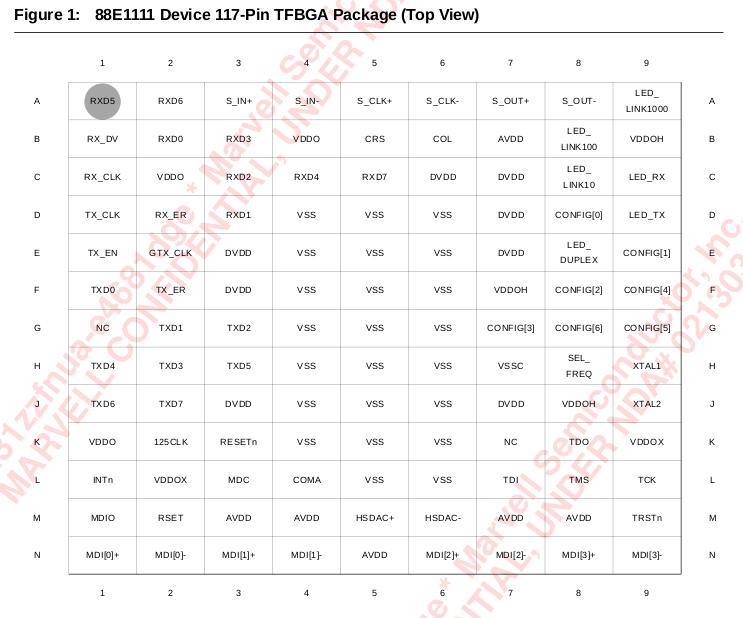 Figure 1: 88E1111 Device 117-Pin TFBGA Package (Top View)
1 2 3 4 5 6 7 8 9
A RXD5 RXD6 S_IN+ S_IN- S_CLK+ S_CLK- S_OUT+ S_OUT- LED_ LINK1000 A
B RX_DV RXD0 RXD3 VDDO CRS COL AVDD LED_ LINK100 VDDOH B
C RX_CLK VDDO RXD2 RXD4 RXD7 DVDD DVDD LED_ LINK10 LED_RX C
D TX_CLK RX_ER RXD1 VSS VSS VSS DVDD CONFIG[0] LED_TX D
E TX_EN GTX_CLK DVDD VSS VSS VSS DVDD LED_ DUPLEX CONFIG[1] E
F TXD0 TX_ER DVDD VSS VSS VSS VDDOH CONFIG[2] CONFIG[4] F
G NC TXD1 TXD2 VSS VSS VSS CONFIG[3] CONFIG[6] CONFIG[5] G
H TXD4 TXD3 TXD5 VSS VSS VSS VSSC SEL_ FREQ XTAL1 H
J TXD6 TXD7 DVDD VSS VSS VSS DVDD VDDOH XTAL2 J
K VDDO 125CLK RESETn VSS VSS VSS NC TDO VDDOX K
L INTn VDDOX MDC COMA VSS VSS TDI TMS TCK L
M MDIO RSET AVDD AVDD HSDAC+ HSDAC- AVDD AVDD TRSTn M
N MDI[0]+ MDI[0]- MDI[1]+ MDI[1]- AVDD MDI[2]+ MDI[2]- MDI[3]+ MDI[3]- N
1 2 3 4 5 6 7 8 9
* Marvell Semic
MARVELL CONFIDENTIAL, UNDER NDA
* Marvell Semiconductor, Inc.
UNDER NDA# 021303